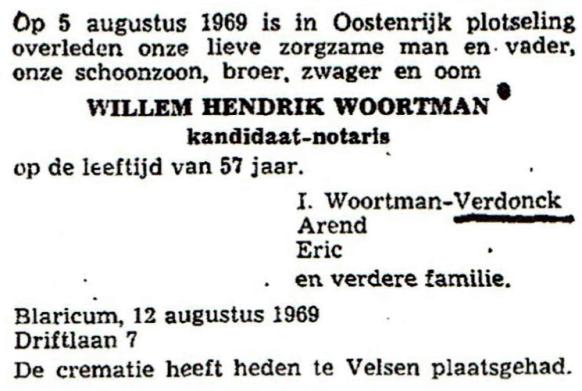 Op 5 augustus 1969 is in Oostenrijk plotseling
overleden onze lieve zorgzame man en vader,
onze schoonzoon, broer, zwager en oom
WILLEM HENDRIK WOORTMAN
kandidaat-notaris
op de leeftijd van 57 jaar.
I. Woortman-Verdonck
Arend
Eric
en verdere familie.
Blaricum, 12 augustus 1969
Driftlaan 7
De crematie heeft heden te Velsen plaatsgehad.